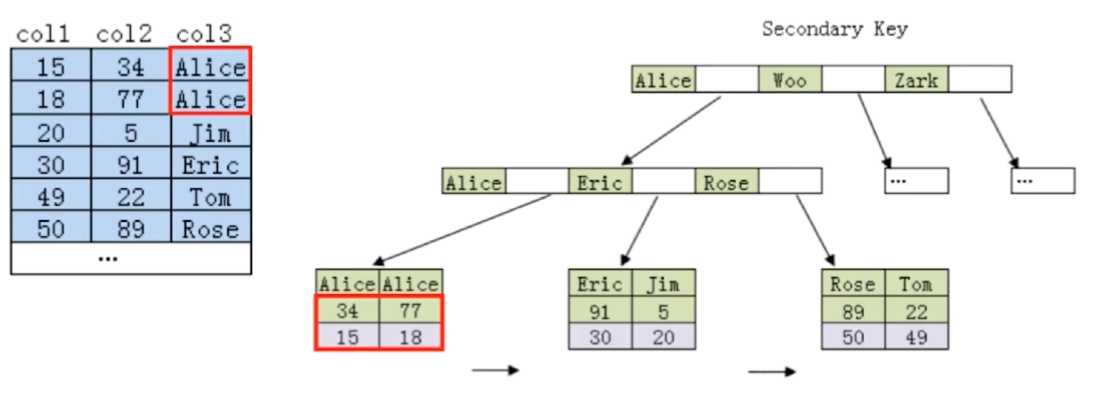 col1 col2 col3
15 34 Alice
18 77 Alice
20 5 Jim
30 91 Eric
49 22 Tom
50 89 Rose
...
Secondary Key
Alice Woo Zark
Alice Eric Rose
... ...
Alice Alice
34 77
15 18
Eric Jim
91 5
30 20
Rose Tom
89 22
50 49